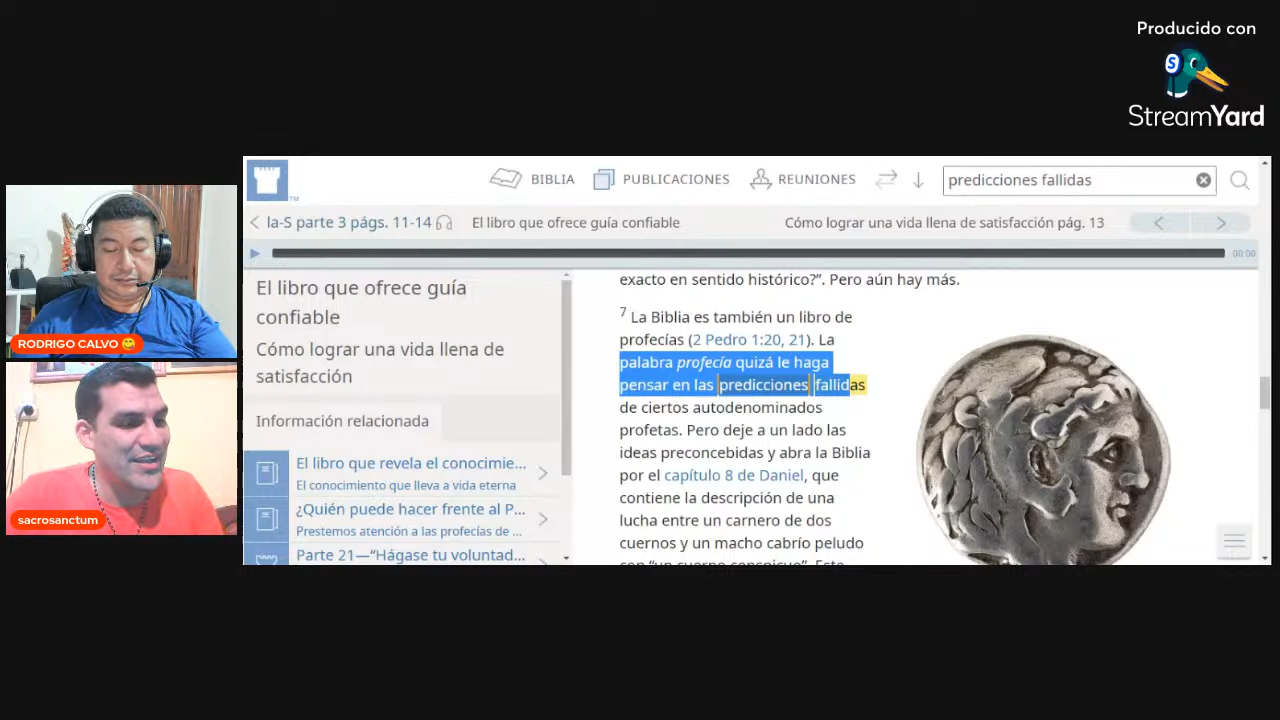 Producido con
StreamYard
BIBLIA
PUBLICACIONES
REUNIONES
predicciones fallidas
la-S parte 3 págs. 11-14
El libro que ofrece guía confiable
Cómo lograr una vida llena de satisfacción pág. 13
00:00
El libro que ofrece guía
confiable
Cómo lograr una vida llena de
satisfacción
Información relacionada
El libro que revela el conocimie...
El conocimiento que lleva a vida eterna
¿Quién puede hacer frente al P...
Prestemos atención a las profecías de ...
Parte 21—“Hágase tu voluntad...
exacto en sentido histórico?”. Pero aún hay más.
7 La Biblia es también un libro de
profecías (2 Pedro 1:20, 21). La
palabra profecía quizá le haga
pensar en las predicciones fallidas
de ciertos autodenominados
profetas. Pero deje a un lado las
ideas preconcebidas y abra la Biblia
por el capítulo 8 de Daniel, que
contiene la descripción de una
lucha entre un carnero de dos
cuernos y un macho cabrío peludo
con “un cuerno conspicuo”. Este
RODRIGO CALVO 😊
sacrosanctum